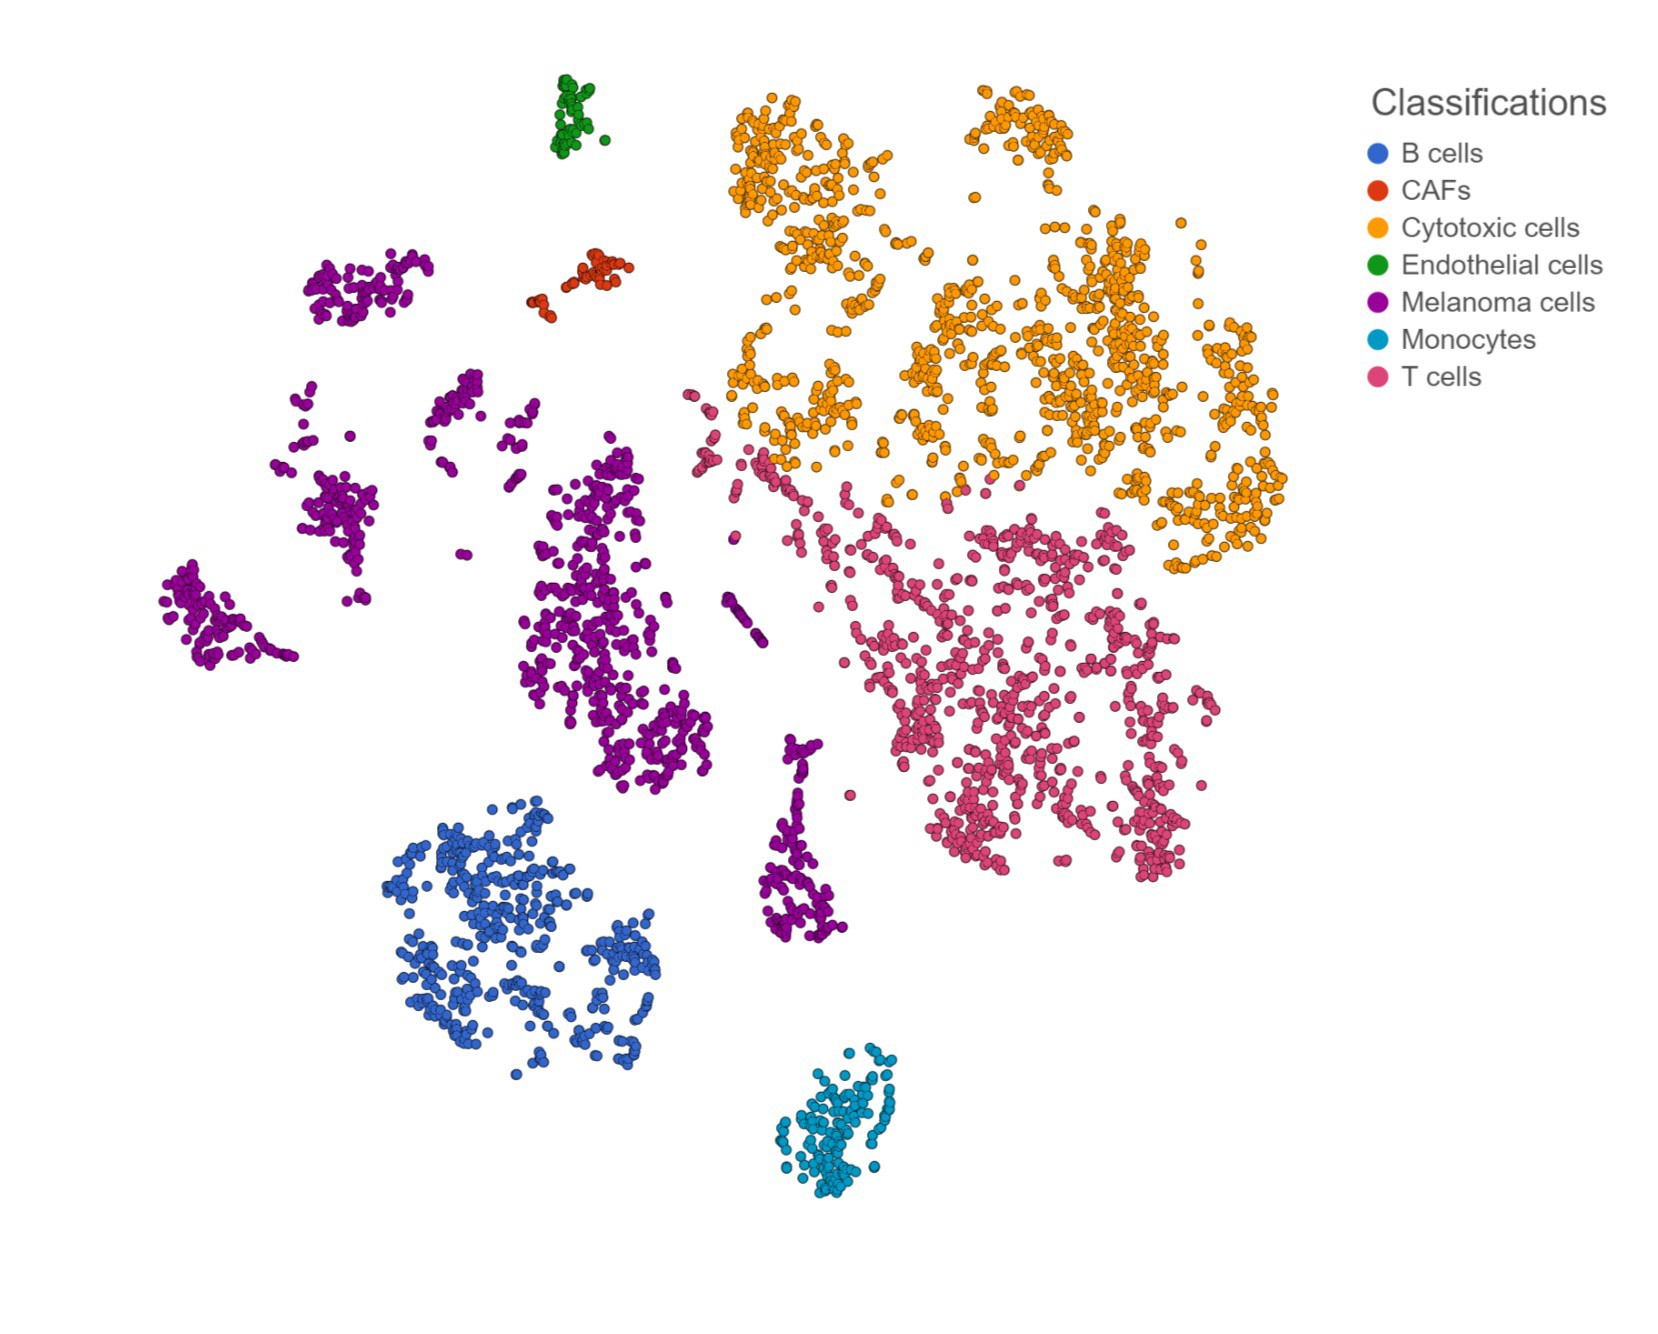 Classifications
B cells
CAFs
Cytotoxic cells
Endothelial cells
Melanoma cells
Monocytes
T cells